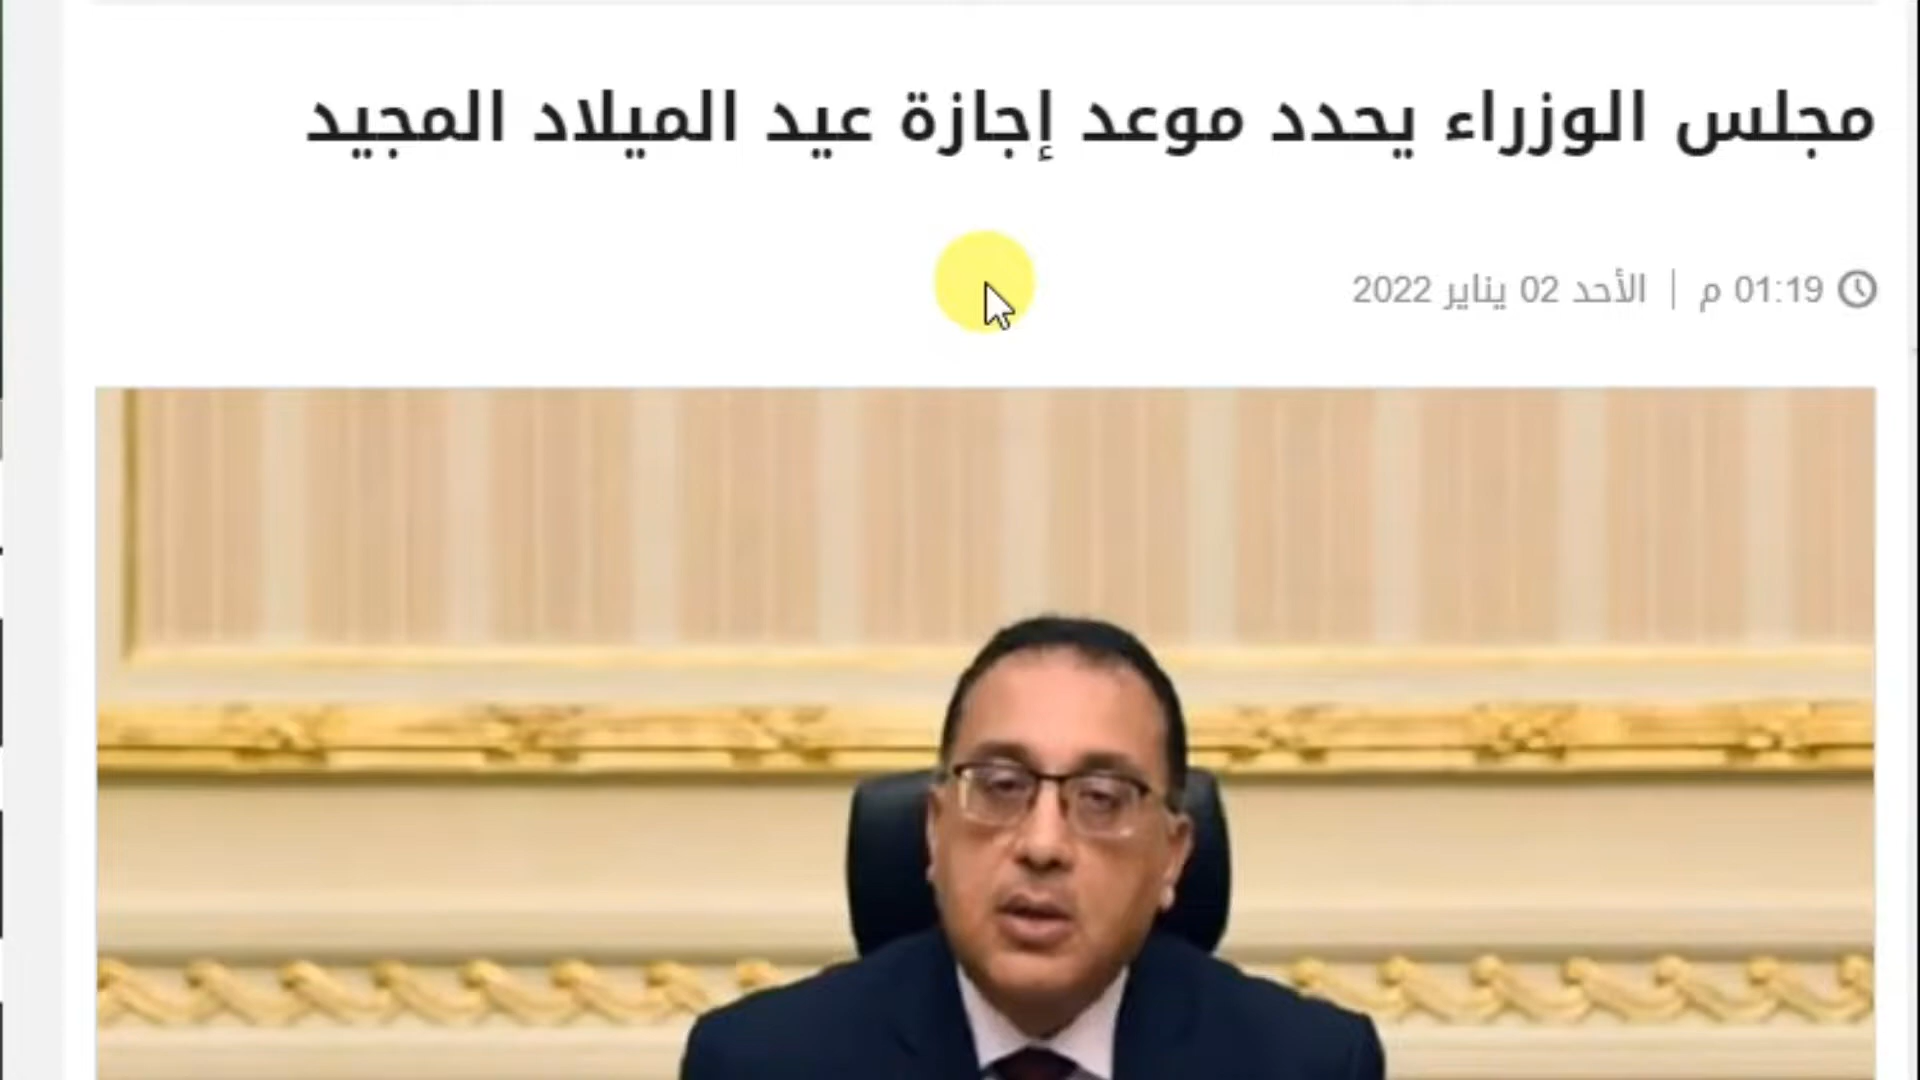 مجلس الوزراء يحدد موعد إجازة عيد الميلاد المجيد
01:19 م | الأحد 02 يناير 2022